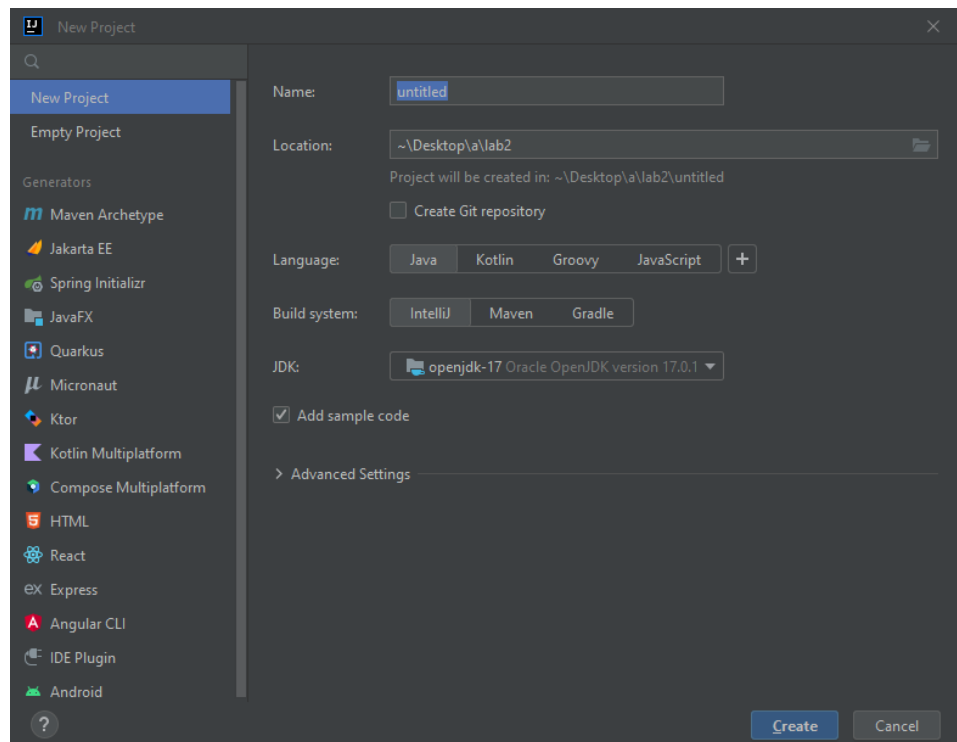 IJ New Project
New Project
Empty Project
Generators
m Maven Archetype
Jakarta EE
Spring Initializr
JavaFX
Quarkus
μ Micronaut
Ktor
Kotlin Multiplatform
Compose Multiplatform
5 HTML
React
ex Express
A Angular CLI
IDE Plugin
Android
?
Name: untitled
Location: ~\Desktop\a\lab2
Project will be created in: ~\Desktop\a\lab2\untitled
Create Git repository
Language: Java Kotlin Groovy JavaScript +
Build system: IntelliJ Maven Gradle
JDK: openjdk-17 Oracle OpenJDK version 17.0.1
Add sample code
Advanced Settings
Create Cancel